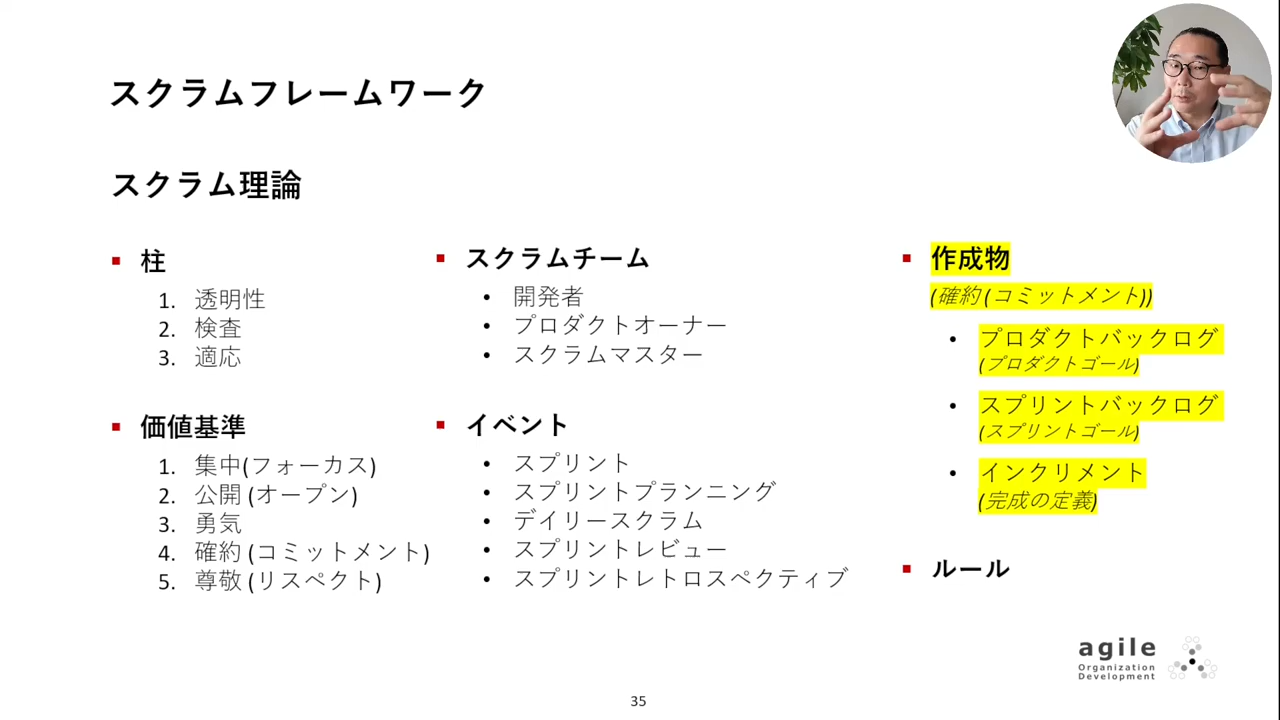 スクラムフレームワーク
スクラム理論
柱
1. 透明性
2. 検査
3. 適応
価値基準
1. 集中(フォーカス)
2. 公開 (オープン)
3. 勇気
4. 確約 (コミットメント)
5. 尊敬 (リスペクト)
スクラムチーム
• 開発者
• プロダクトオーナー
• スクラムマスター
イベント
• スプリント
• スプリントプランニング
• デイリースクラム
• スプリントレビュー
• スプリントレトロスペクティブ
作成物
(確約 (コミットメント))
• プロダクトバックログ
(プロダクトゴール)
• スプリントバックログ
(スプリントゴール)
• インクリメント
(完成の定義)
ルール
agile
Organization
Development
35